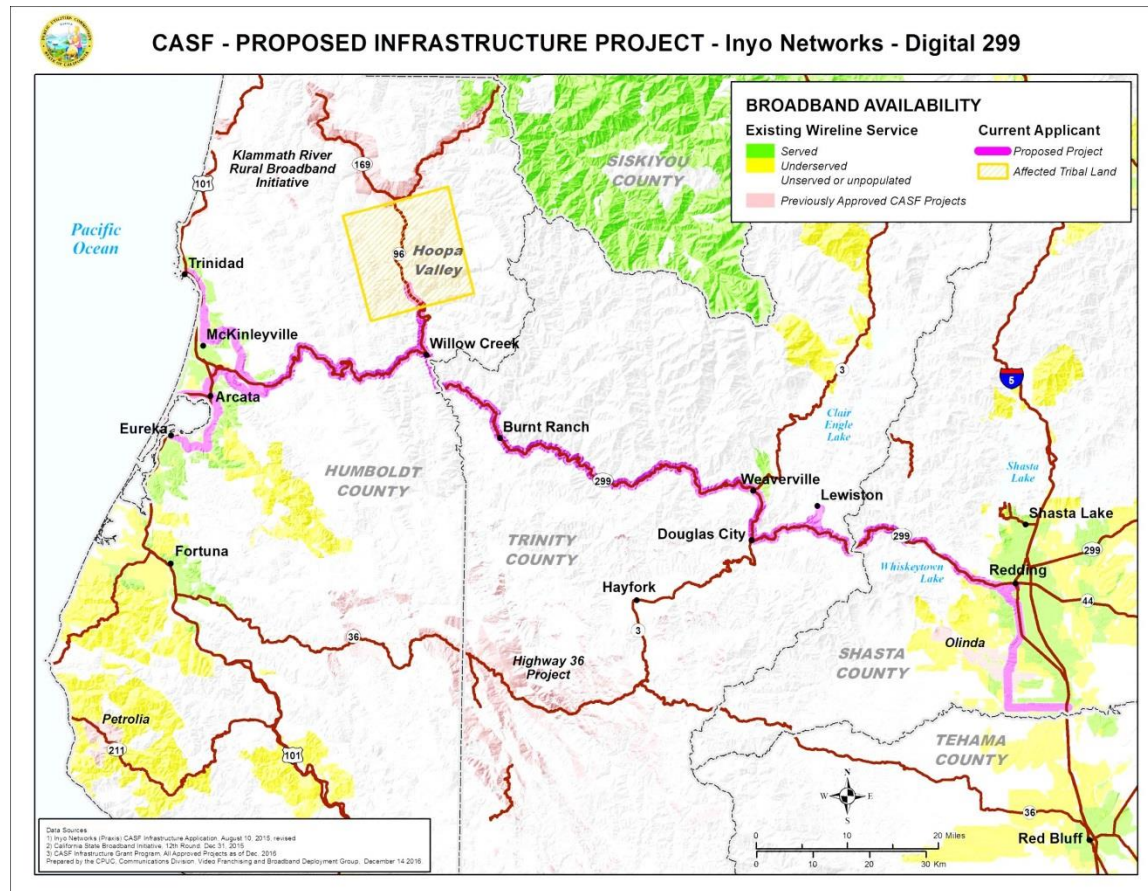 CASF - PROPOSED INFRASTRUCTURE PROJECT - Inyo Networks - Digital 299
BROADBAND AVAILABILITY
Existing Wireline Service
Served
Underserved
Unserved or unpopulated
Previously Approved CASF Projects
Current Applicant
Proposed Project
Affected Tribal Land
Klammath River
Rural Broadband
Initiative
169
101
SISKIYOU
COUNTY
Pacific
Ocean
96
Hoopa
Valley
Trinidad
McKinleyville
Willow Creek
Arcata
Eureka
Burnt Ranch
3
5
Clair
Engle
Lake
HUMBOLDT
COUNTY
299
Weaverville
Lewiston
Shasta
Lake
Shasta Lake
TRINITY
COUNTY
Douglas City
299
299
Fortuna
Whiskeytown
Lake
Redding
44
Hayfork
3
36
Highway 36
Project
SHASTA
COUNTY
Olinda
Petrolia
211
101
TEHAMA
COUNTY
N
W
E
S
36
Red Bluff
0 10 20 Miles
0 10 20 30 Km
Data Sources
1) Inyo Networks (Praxis) CASF Infrastructure Application, August 10, 2015, revised
2) California State Broadband Initiative, 12th Round, Dec 31, 2015
3) CASF Infrastructure Grant Program, All Approved Projects as of Dec. 2016
Prepared by the CPUC, Communications Division, Video Franchising and Broadband Deployment Group, December 14 2016